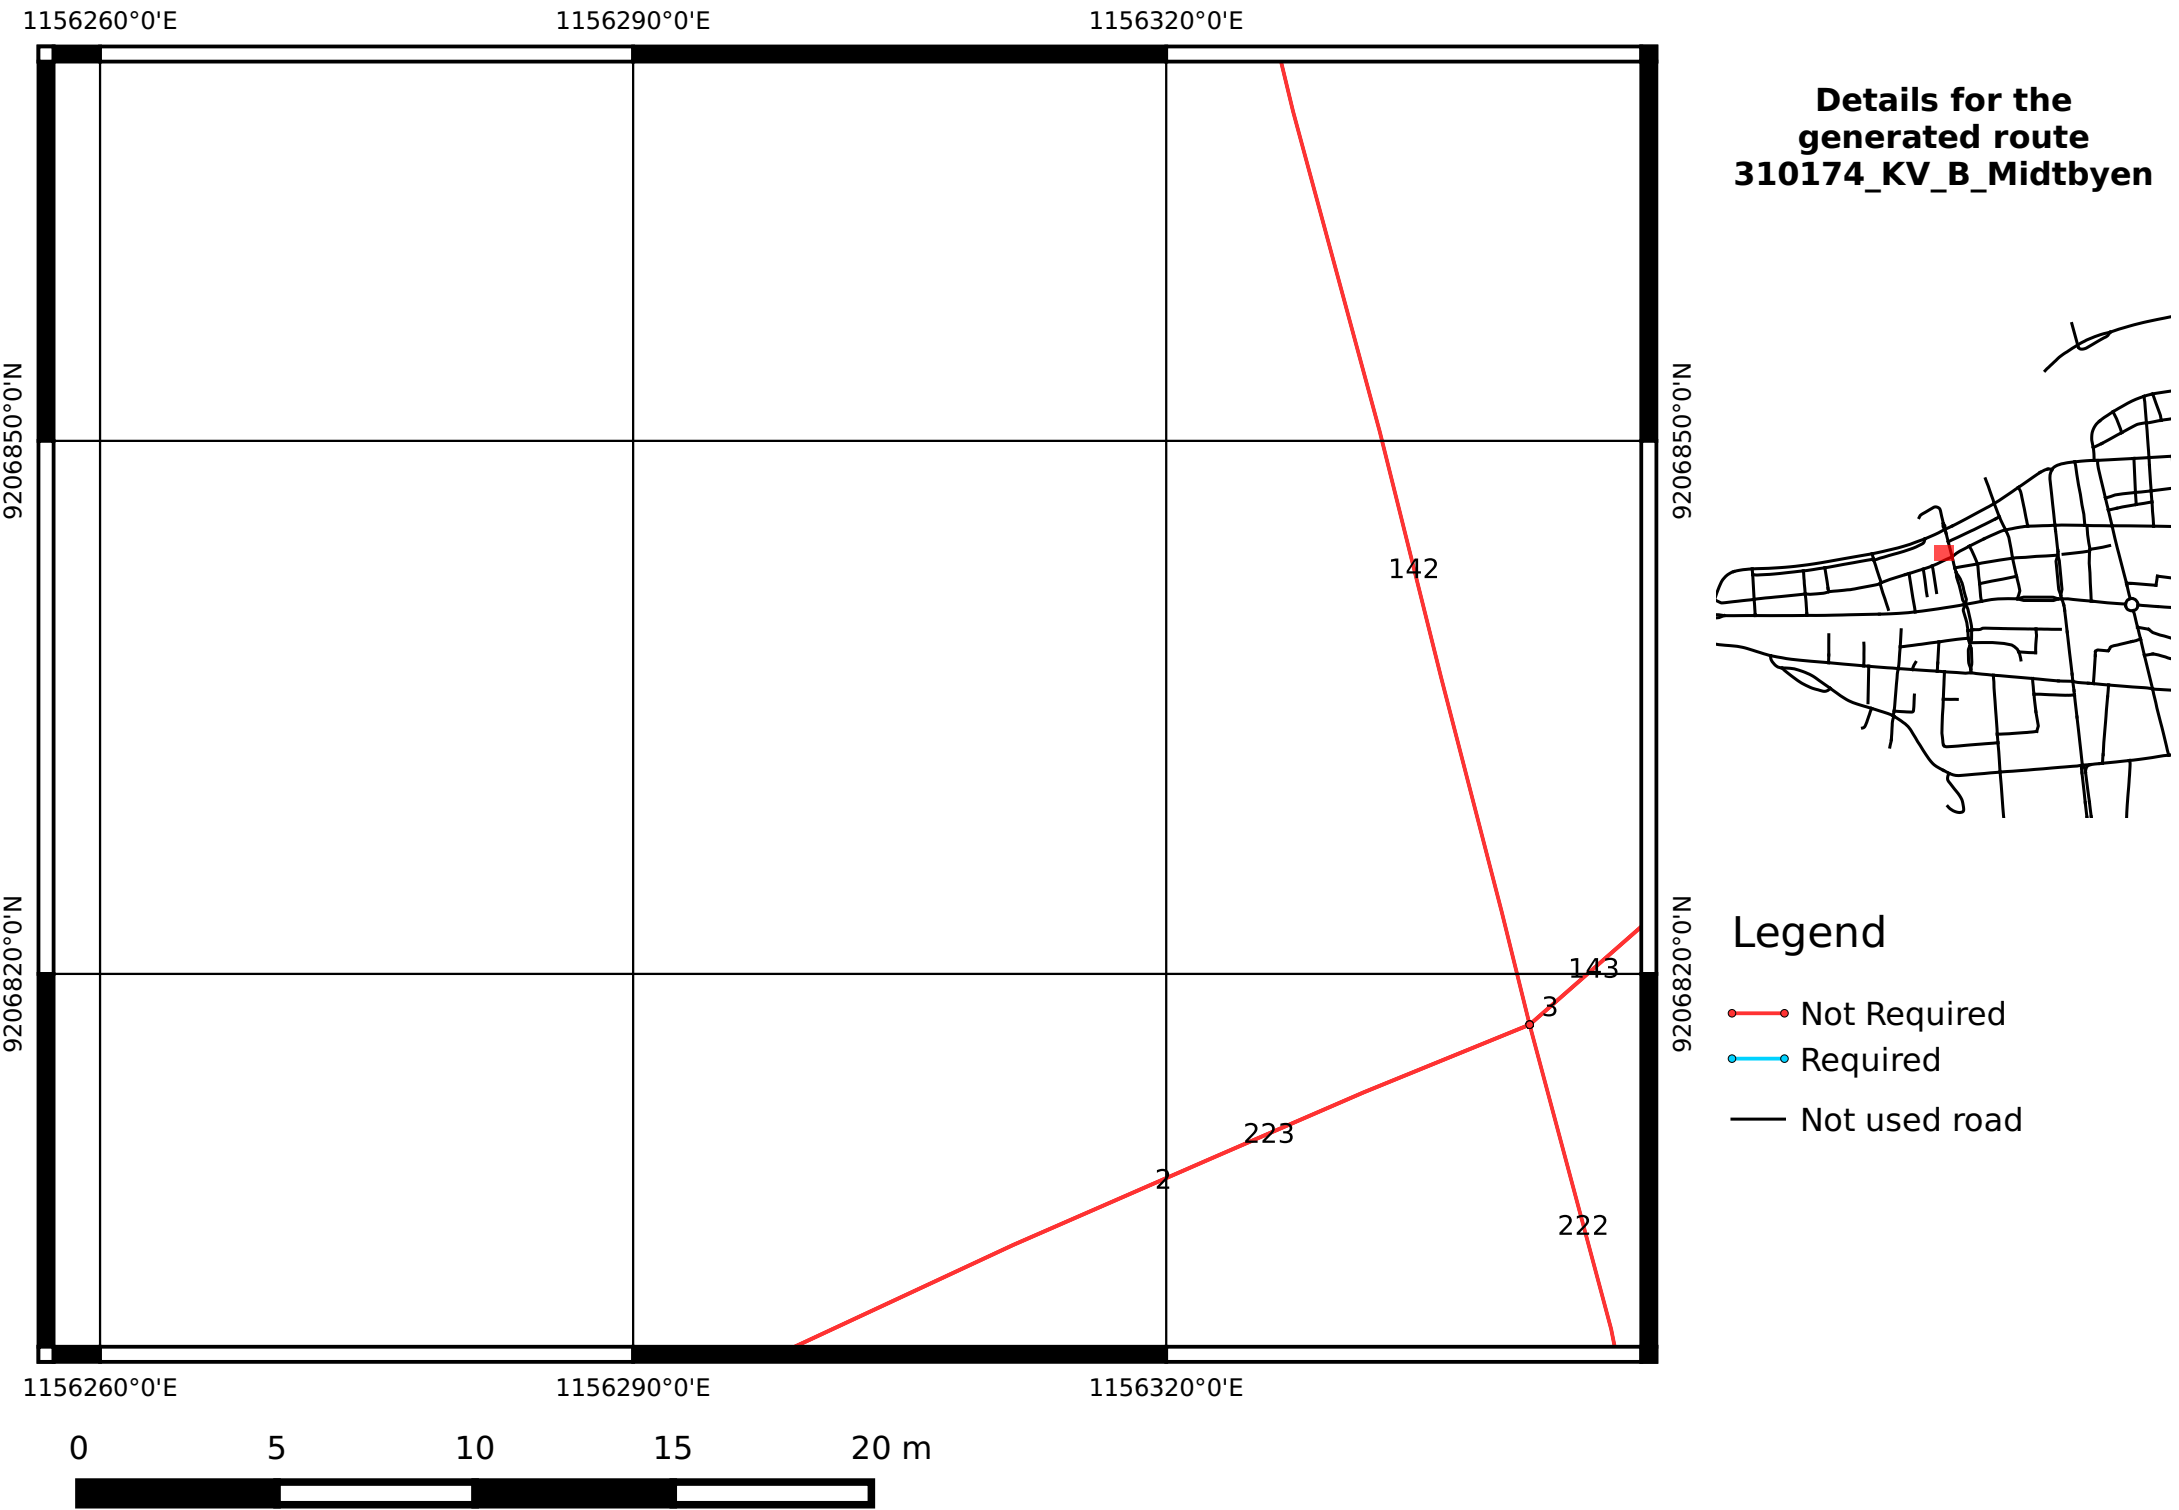 1156260°0'E 1156290°0'E 1156320°0'E
Details for the
generated route
310174_KV_B_Midtbyen
9206850°0'N
9206850°0'N
142
9206820°0'N
9206820°0'N
143
3
223
2
222
Legend
Not Required
Required
Not used road
1156260°0'E 1156290°0'E 1156320°0'E
0 5 10 15 20 m